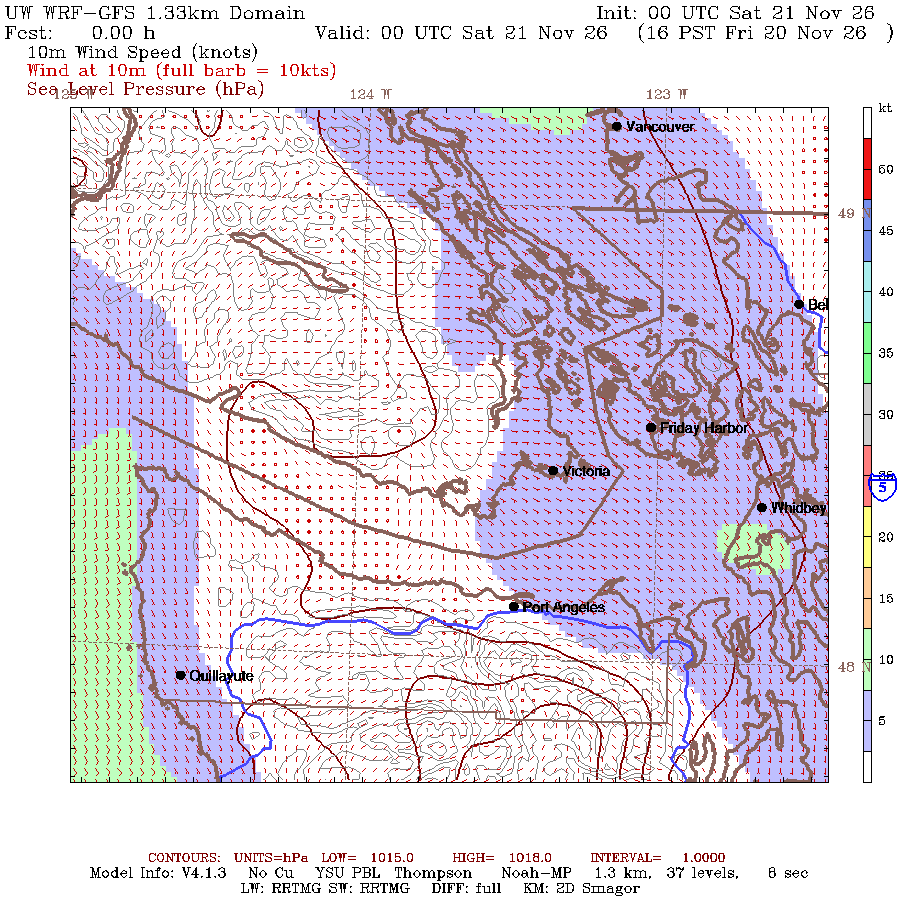 UW WRF-GFS 1.33km Domain Init: 00 UTC Sat 21 Nov 26
Fcst: 0.00 h Valid: 00 UTC Sat 21 Nov 26 (16 PST Fri 20 Nov 26 )
10m Wind Speed (knots)
Wind at 10m (full barb = 10kts)
Sea Level Pressure (hPa)
125 W 124 W 123 W
kt
Vancouver
60
49 N
45
40
Bel
35
30
Friday Harbor
Victoria
25
5
Whidbey
20
15
Port Angeles
10
48 N
Quillayute
5
CONTOURS: UNITS=hPa LOW= 1015.0 HIGH= 1018.0 INTERVAL= 1.0000
Model Info: V4.1.3 No Cu YSU PBL Thompson Noah-MP 1.3 km, 37 levels, 8 sec
LW: RRTMG SW: RRTMG DIFF: full KM: 2D Smagor